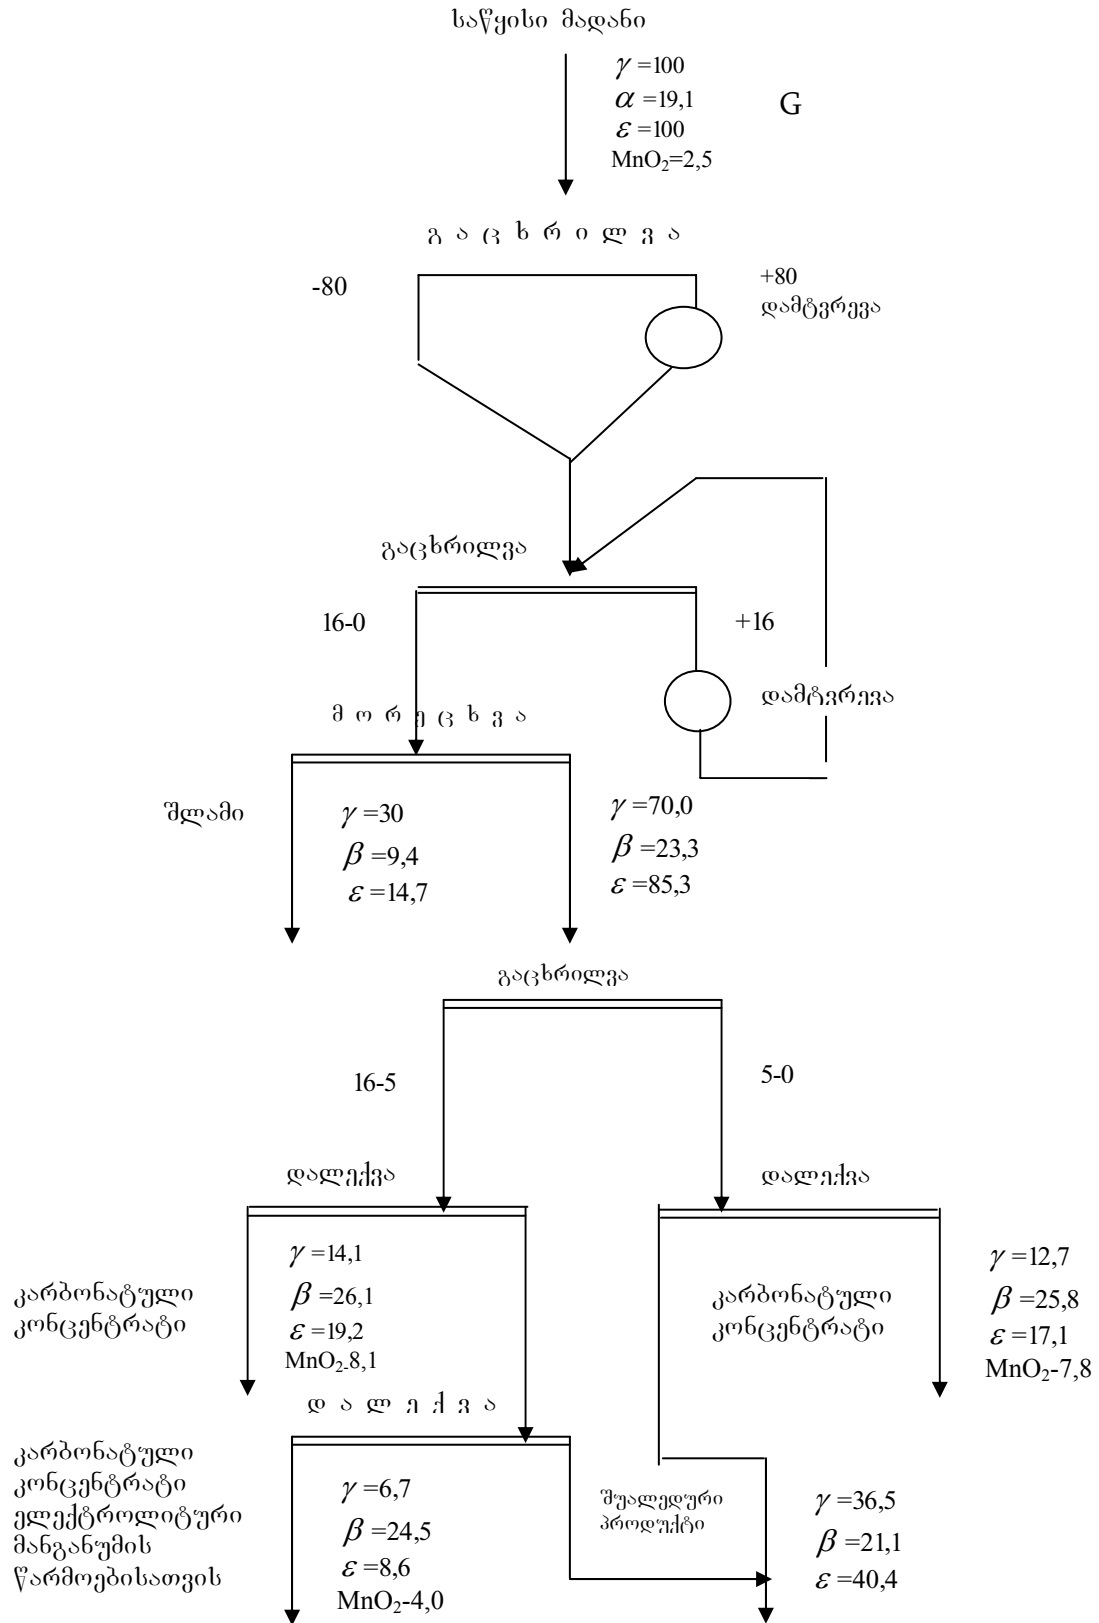 საწყისი მადანი
γ =100
α =19,1
G
ε =100
MnO₂=2,5
გ ა ც ხ რ ი ლ ვ ა
-80
+80
დამტვრევა
გაცხრილვა
16-0
+16
დამტვრევა
მ ო რ ე ც ხ ვ ა
შლამი
γ =30
β =9,4
ε =14,7
γ =70,0
β =23,3
ε =85,3
გაცხრილვა
16-5
5-0
დალექვა
დალექვა
კარბონატული
კონცენტრატი
γ =14,1
β =26,1
ε =19,2
MnO₂-8,1
კარბონატული
კონცენტრატი
γ =12,7
β =25,8
ε =17,1
MnO₂-7,8
დ ა ლ ე ქ ვ ა
კარბონატული
კონცენტრატი
ელექტროლიტური
მანგანუმის
წარმოებისათვის
γ =6,7
β =24,5
ε =8,6
MnO₂-4,0
შუალედური
პროდუქტი
γ =36,5
β =21,1
ε =40,4